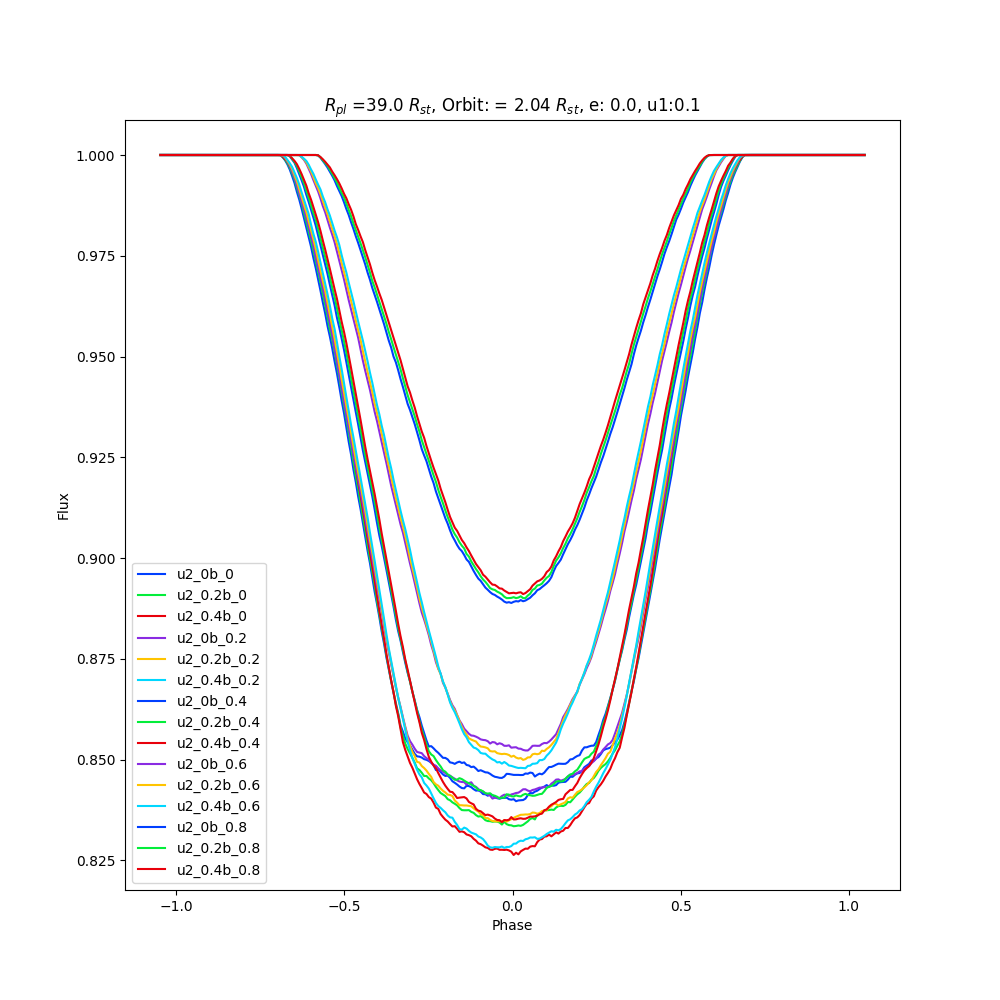 R_pl =39.0 R_st, Orbit: = 2.04 R_st, e: 0.0, u1:0.1
1.000
0.975
0.950
0.925
0.900
0.875
0.850
0.825
Flux
u2_0b_0
u2_0.2b_0
u2_0.4b_0
u2_0b_0.2
u2_0.2b_0.2
u2_0.4b_0.2
u2_0b_0.4
u2_0.2b_0.4
u2_0.4b_0.4
u2_0b_0.6
u2_0.2b_0.6
u2_0.4b_0.6
u2_0b_0.8
u2_0.2b_0.8
u2_0.4b_0.8
−1.0 −0.5 0.0 0.5 1.0
Phase